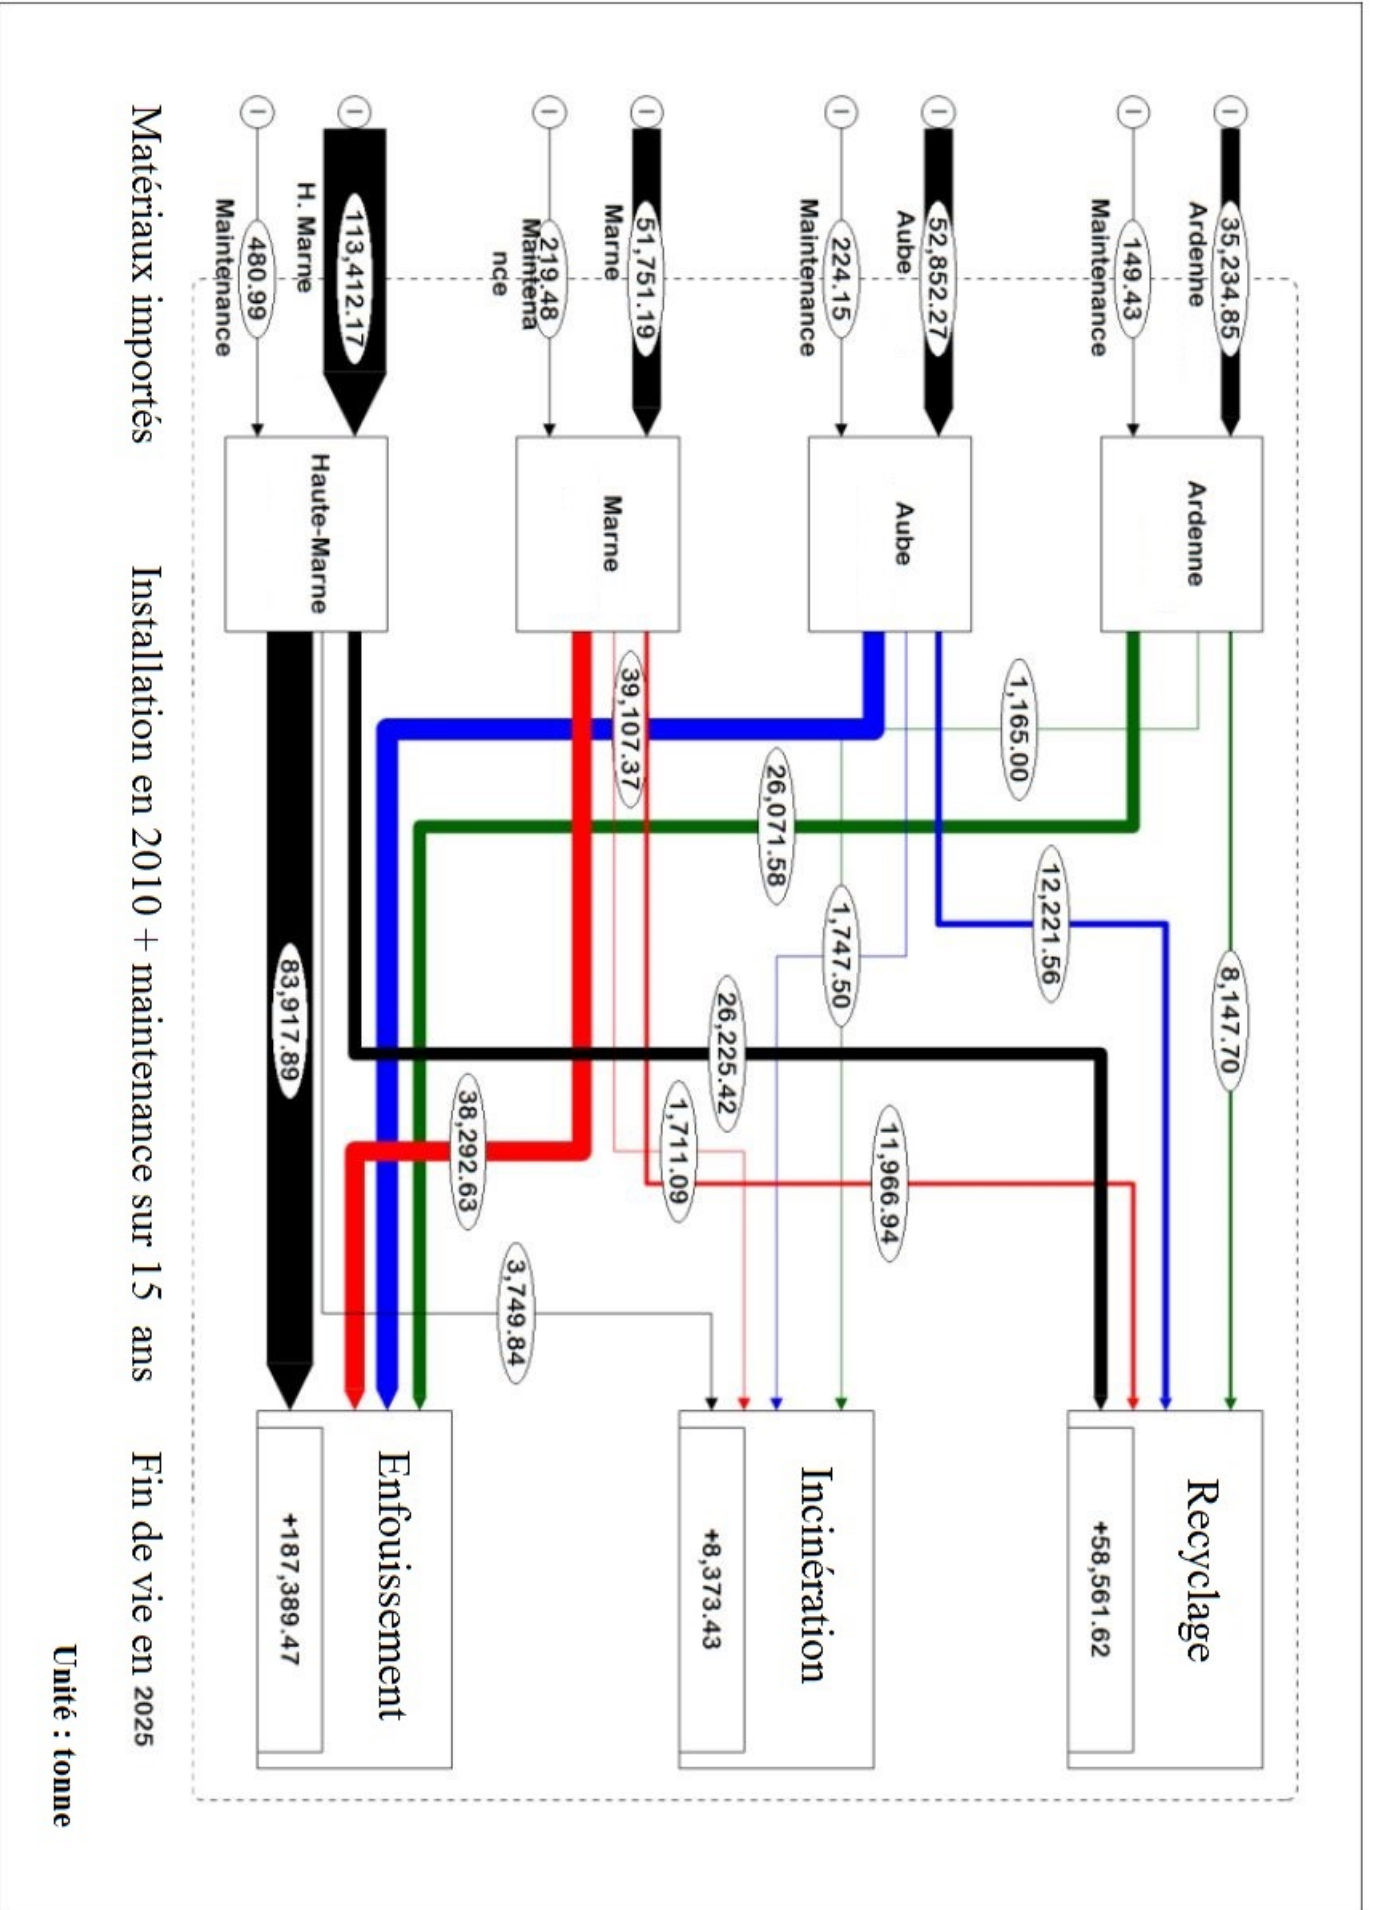 I
35,234.85
Ardenne
I
149.43
Maintenance
Ardenne
8,147.70
1,165.00
Recyclage
+58,561.62
I
52,852.27
Aube
I
224.15
Maintenance
Aube
12,221.56
26,071.58
1,747.50
Incinération
+8,373.43
I
51,751.19
Marne
I
219.48
Maintena
nce
Marne
39,107.37
26,225.42
11,966.94
1,711.09
38,292.63
3,749.84
I
113,412.17
H. Marne
I
480.99
Maintenance
Haute-Marne
83,917.89
Enfouissement
+187,389.47
Matériaux importés
Installation en 2010 + maintenance sur 15 ans
Fin de vie en 2025
Unité : tonne